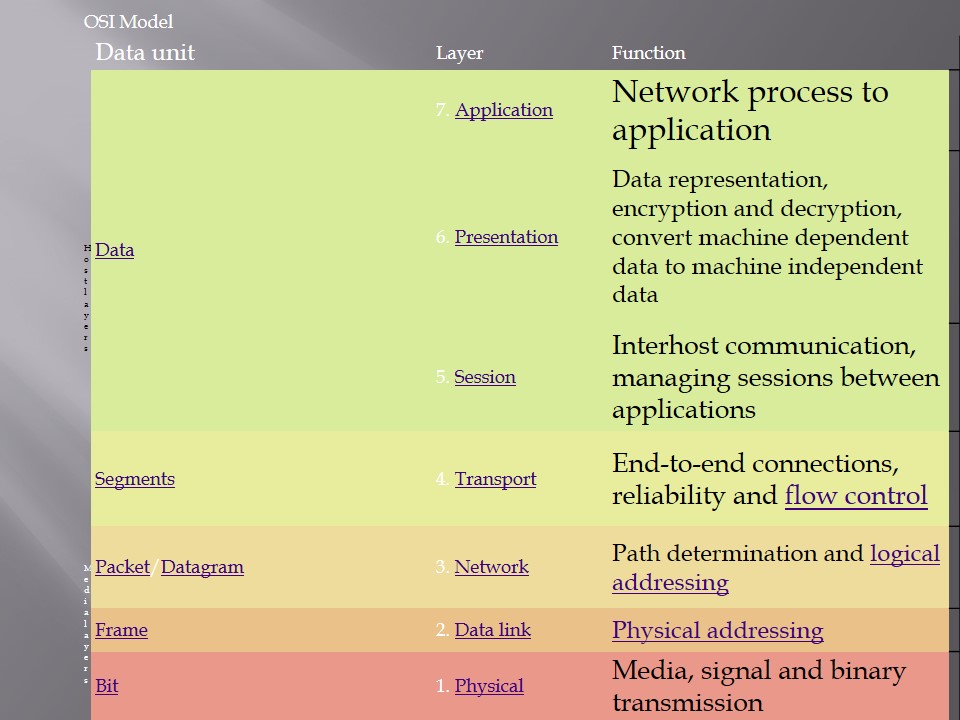 OSI Model
Data unit Layer Function
Host layers
Data
7. Application
Network process to
application
6. Presentation
Data representation,
encryption and decryption,
convert machine dependent
data to machine independent
data
5. Session
Interhost communication,
managing sessions between
applications
Segments
4. Transport
End-to-end connections,
reliability and flow control
Media layers
Packet/Datagram
3. Network
Path determination and logical
addressing
Frame
2. Data link
Physical addressing
Bit
1. Physical
Media, signal and binary
transmission